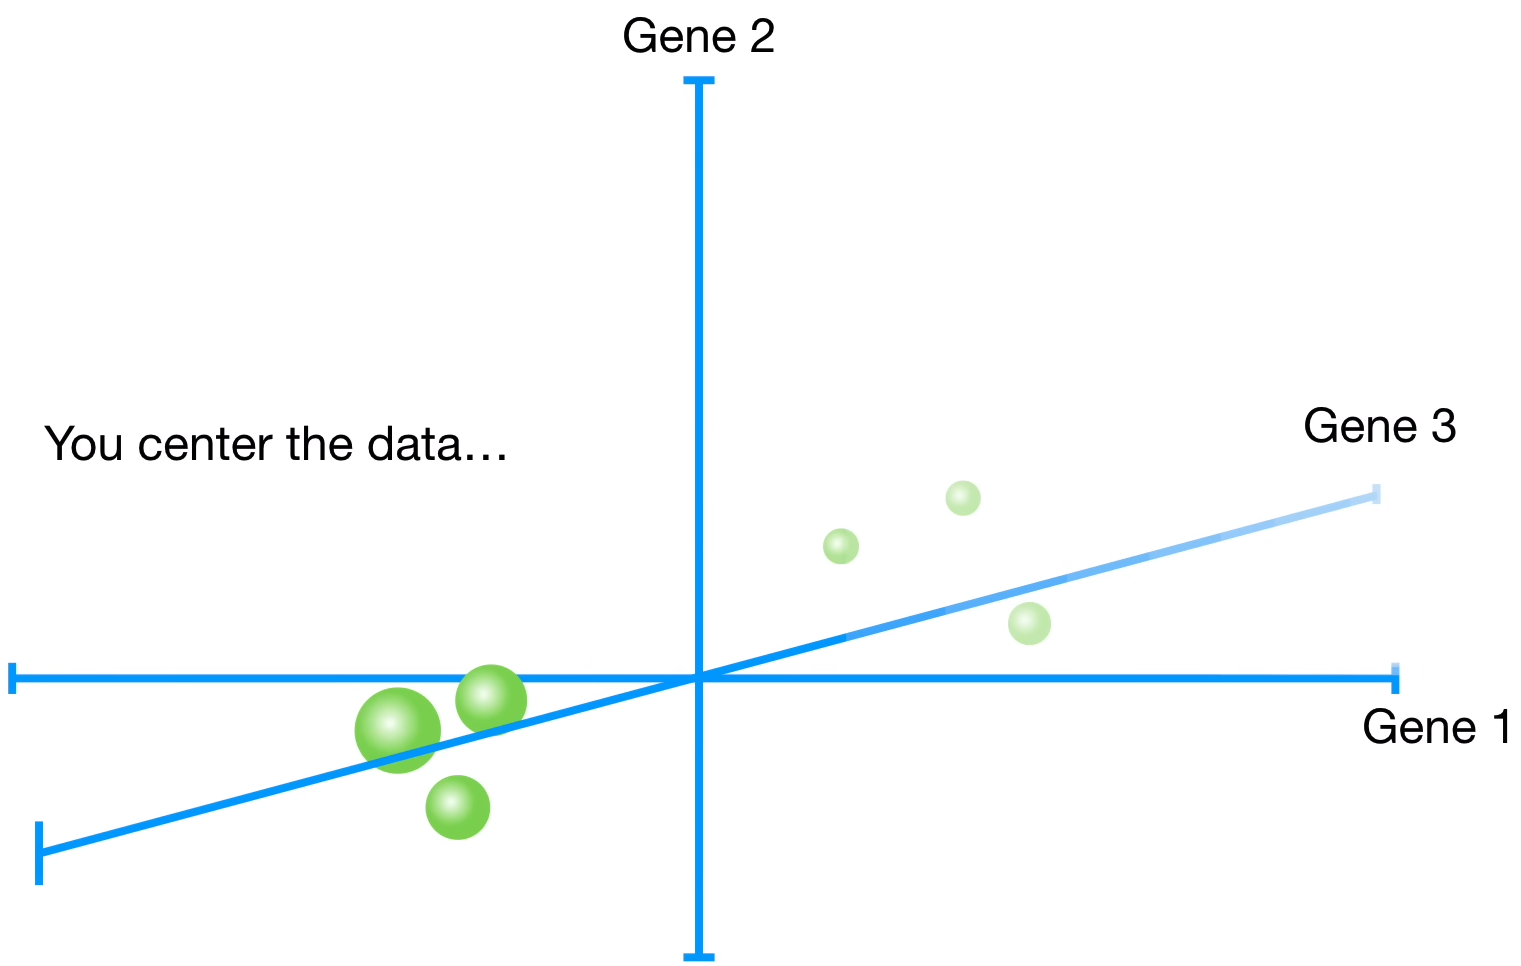 Gene 2
Gene 3
You center the data…
Gene 1